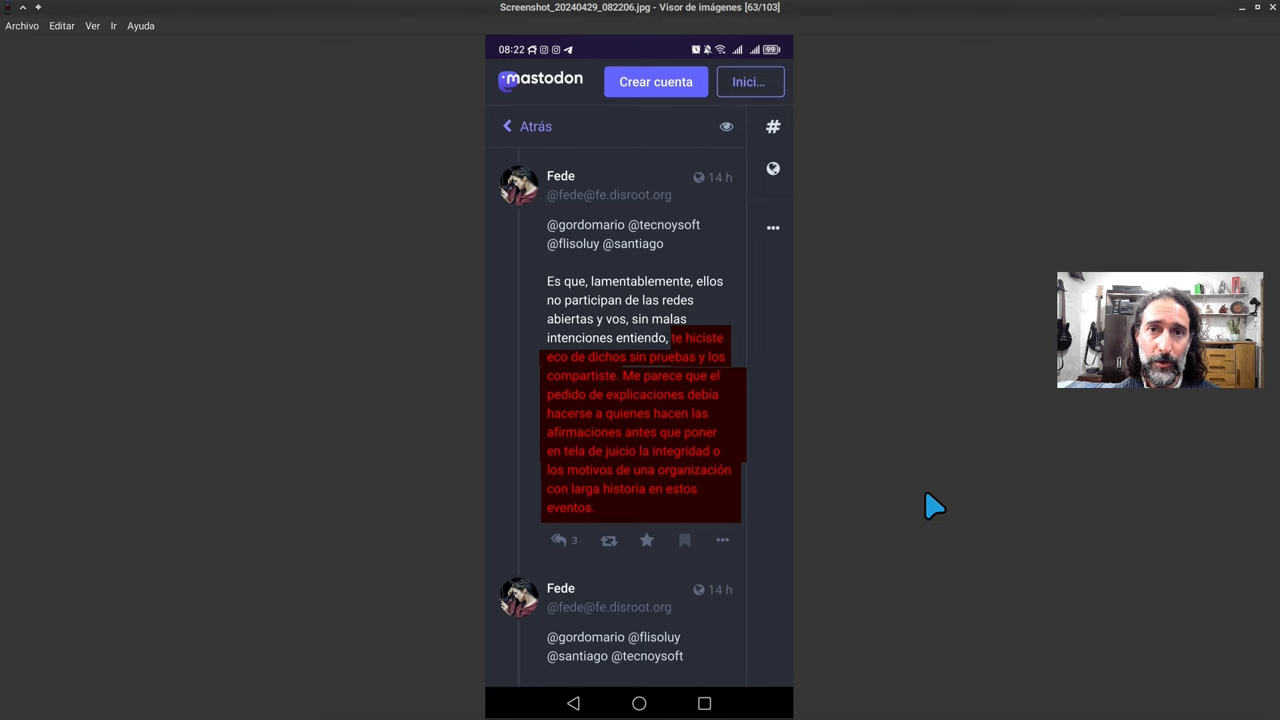 Screenshot_20240429_082206.jpg - Visor de imágenes [63/103]
Archivo Editar Ver Ir Ayuda
08:22 99
mastodon Crear cuenta Inici…
Atrás
Fede 14 h
@fede@fe.disroot.org
@gordomario @tecnoysoft
@flisoluy @santiago
Es que, lamentablemente, ellos
no participan de las redes
abiertas y vos, sin malas
intenciones entiendo, te hiciste
eco de dichos sin pruebas y los
compartiste. Me parece que el
pedido de explicaciones debía
hacerse a quienes hacen las
afirmaciones antes que poner
en tela de juicio la integridad o
los motivos de una organización
con larga historia en estos
eventos.
3
Fede 14 h
@fede@fe.disroot.org
@gordomario @flisoluy
@santiago @tecnoysoft